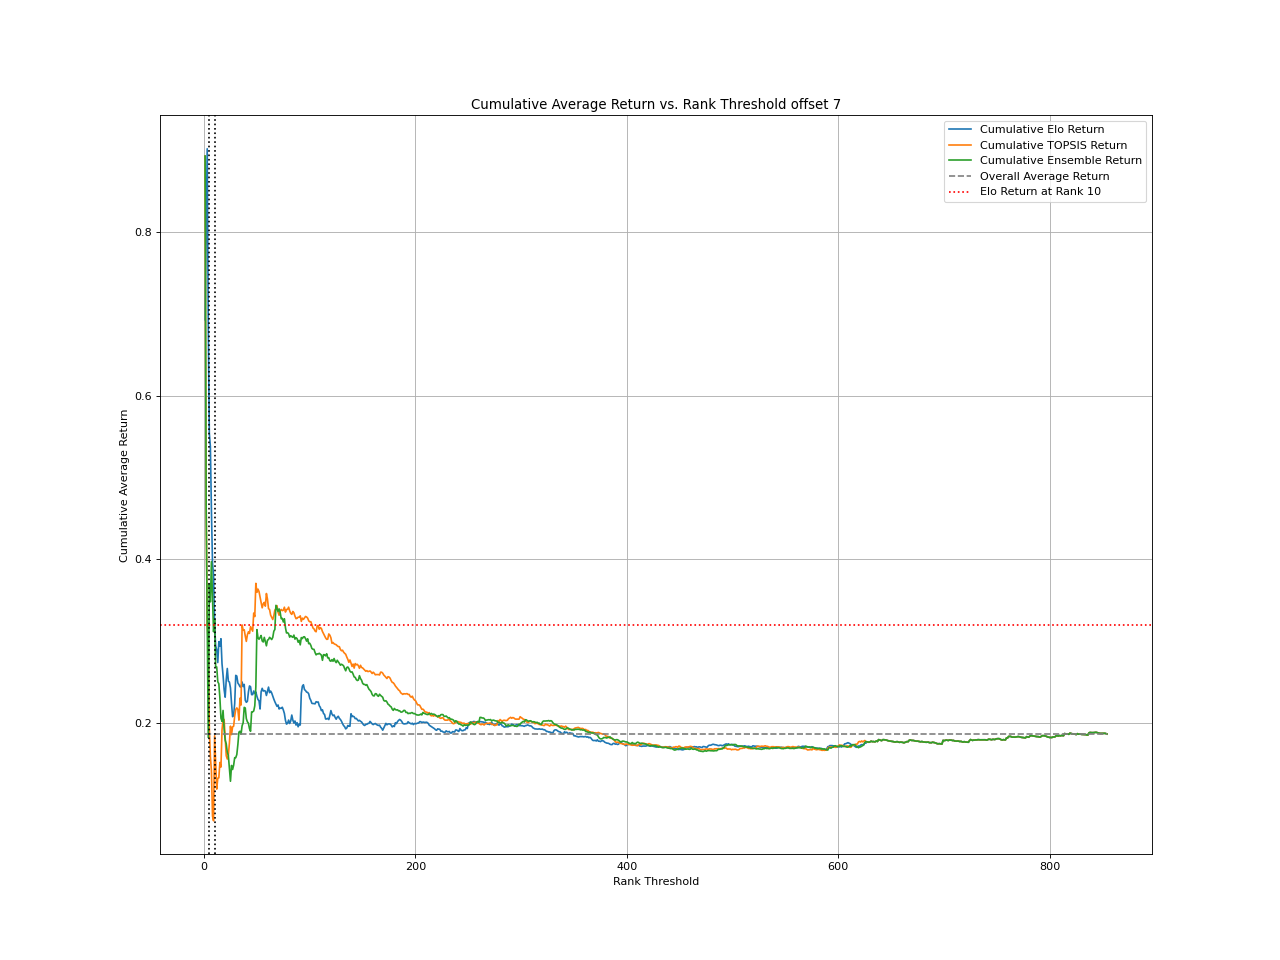 Cumulative Average Return vs. Rank Threshold offset 7
Cumulative Elo Return
Cumulative TOPSIS Return
Cumulative Ensemble Return
Overall Average Return
Elo Return at Rank 10
0.8
0.6
0.4
0.2
Cumulative Average Return
0 200 400 600 800
Rank Threshold